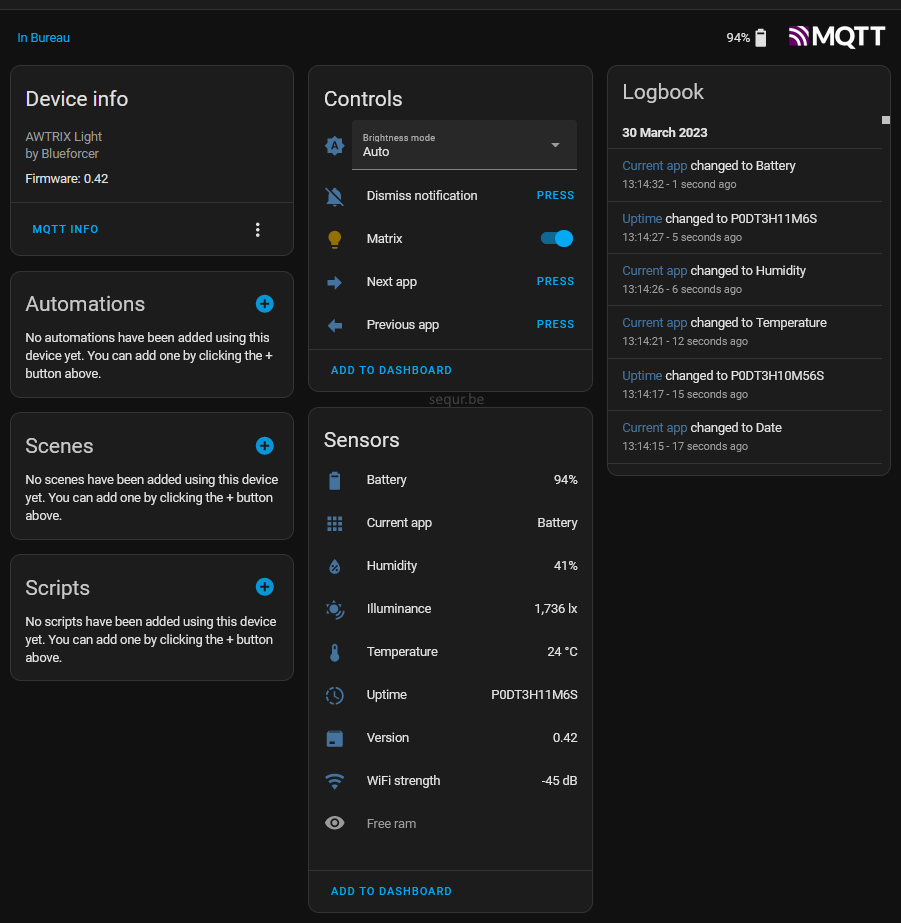 In Bureau
94%
MQTT
Device info
AWTRIX Light
by Blueforcer
Firmware: 0.42
MQTT INFO
Automations
No automations have been added using this
device yet. You can add one by clicking the +
button above.
Scenes
No scenes have been added using this device
yet. You can add one by clicking the + button
above.
Scripts
No scripts have been added using this device
yet. You can add one by clicking the + button
above.
Controls
A
Brightness mode
Auto
Dismiss notification PRESS
Matrix
Next app PRESS
Previous app PRESS
ADD TO DASHBOARD
sequr.be
Sensors
Battery 94%
Current app Battery
Humidity 41%
Illuminance 1,736 lx
Temperature 24 °C
Uptime P0DT3H11M6S
Version 0.42
WiFi strength -45 dB
Free ram
ADD TO DASHBOARD
Logbook
30 March 2023
Current app changed to Battery
13:14:32 - 1 second ago
Uptime changed to P0DT3H11M6S
13:14:27 - 5 seconds ago
Current app changed to Humidity
13:14:26 - 6 seconds ago
Current app changed to Temperature
13:14:21 - 12 seconds ago
Uptime changed to P0DT3H10M56S
13:14:17 - 15 seconds ago
Current app changed to Date
13:14:15 - 17 seconds ago